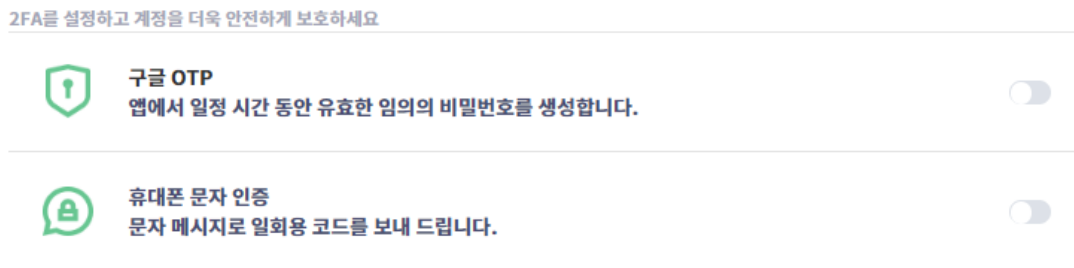 2FA를 설정하고 계정을 더욱 안전하게 보호하세요
구글 OTP
앱에서 일정 시간 동안 유효한 임의의 비밀번호를 생성합니다.
휴대폰 문자 인증
문자 메시지로 일회용 코드를 보내 드립니다.